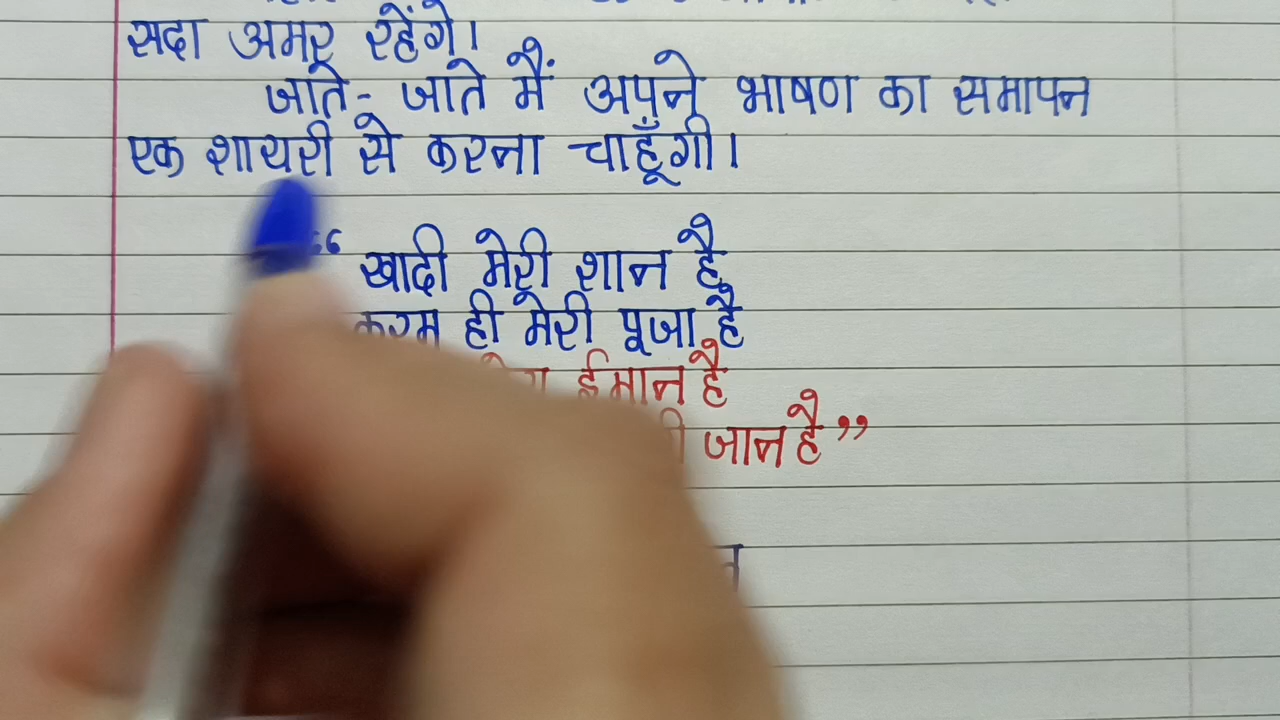 सदा अमर रहेंगे।
जाते- जाते मैं अपने भाषण का समापन
एक शायरी से करना चाहूँगी।
“ खादी मेरी शान है
करम ही मेरी पूजा है
ईमान है
जान है ”